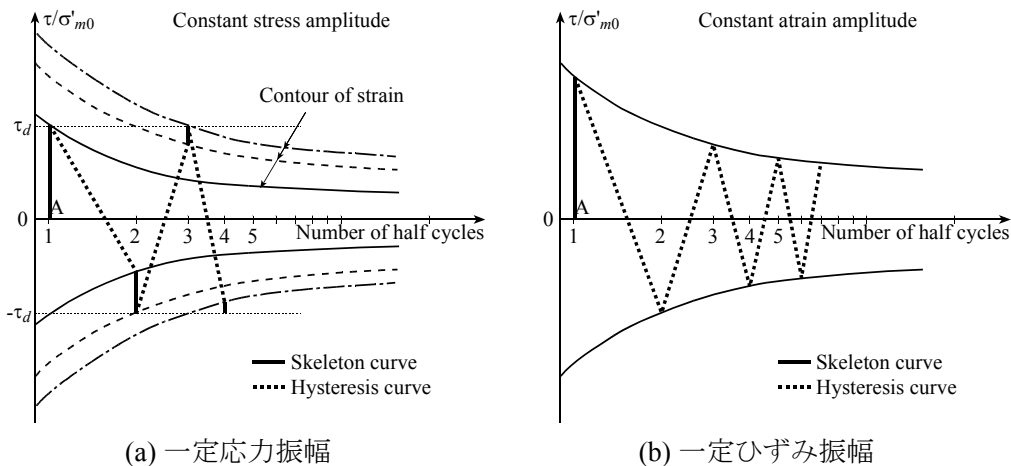 τ/σ'm0
Constant stress amplitude
Contour of strain
τd
A
0
1 2 3 4 5
Number of half cycles
-τd
Skeleton curve
Hysteresis curve
(a) 一定応力振幅
τ/σ'm0
Constant atrain amplitude
A
0
1 2 3 4 5
Number of half cycles
Skeleton curve
Hysteresis curve
(b) 一定ひずみ振幅